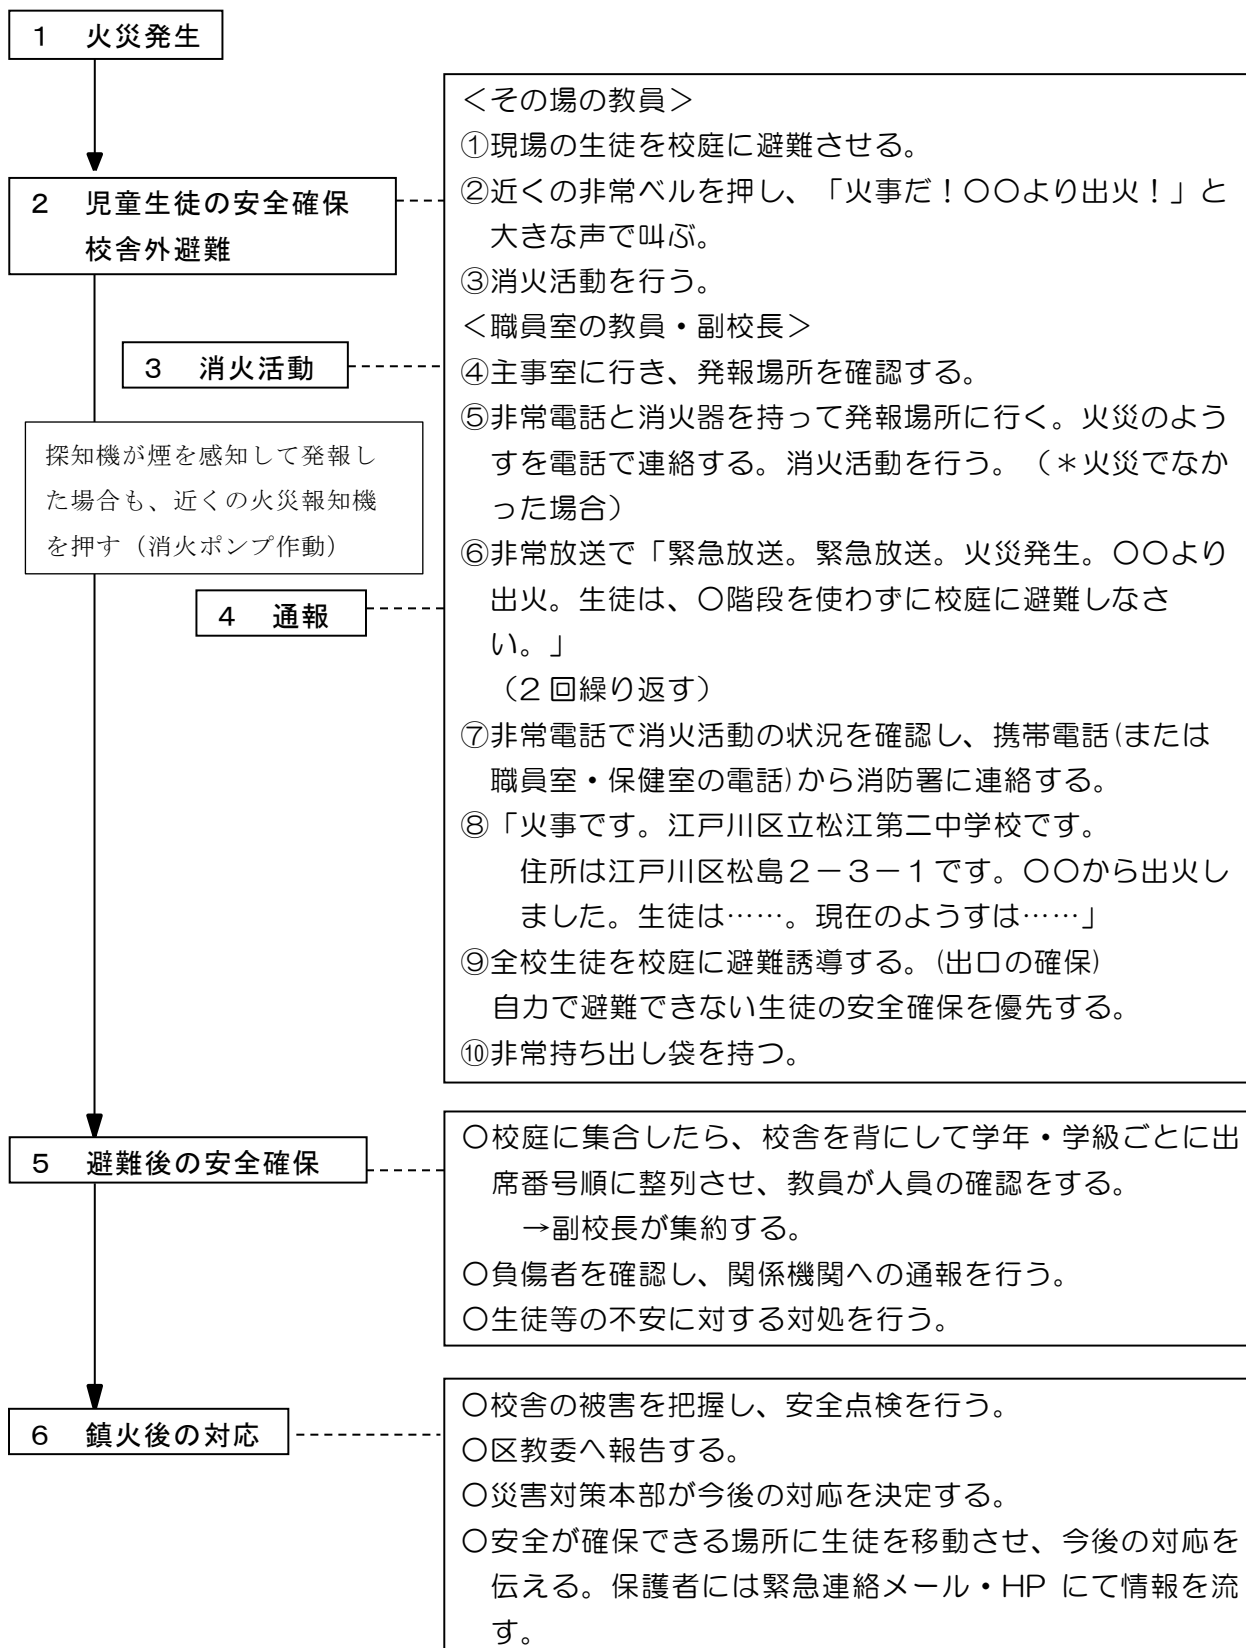 １　火災発生
２　児童生徒の安全確保
校舎外避難
＜その場の教員＞
①現場の生徒を校庭に避難させる。
②近くの非常ベルを押し、「火事だ！〇〇より出火！」と
大きな声で叫ぶ。
③消火活動を行う。
＜職員室の教員・副校長＞
④主事室に行き、発報場所を確認する。
⑤非常電話と消火器を持って発報場所に行く。火災のよう
すを電話で連絡する。消火活動を行う。（＊火災でなか
った場合）
⑥非常放送で「緊急放送。緊急放送。火災発生。〇〇より
出火。生徒は、〇階段を使わずに校庭に避難しなさ
い。」
（2 回繰り返す）
⑦非常電話で消火活動の状況を確認し、携帯電話(または
職員室・保健室の電話)から消防署に連絡する。
⑧「火事です。江戸川区立松江第二中学校です。
住所は江戸川区松島２－３－１です。〇〇から出火し
ました。生徒は……。現在のようすは……」
⑨全校生徒を校庭に避難誘導する。(出口の確保)
自力で避難できない生徒の安全確保を優先する。
⑩非常持ち出し袋を持つ。
３　消火活動
探知機が煙を感知して発報し
た場合も、近くの火災報知機
を押す（消火ポンプ作動）
４　通報
５　避難後の安全確保
〇校庭に集合したら、校舎を背にして学年・学級ごとに出
席番号順に整列させ、教員が人員の確認をする。
→副校長が集約する。
〇負傷者を確認し、関係機関への通報を行う。
〇生徒等の不安に対する対処を行う。
６　鎮火後の対応
〇校舎の被害を把握し、安全点検を行う。
〇区教委へ報告する。
〇災害対策本部が今後の対応を決定する。
〇安全が確保できる場所に生徒を移動させ、今後の対応を
伝える。保護者には緊急連絡メール・HP にて情報を流
す。